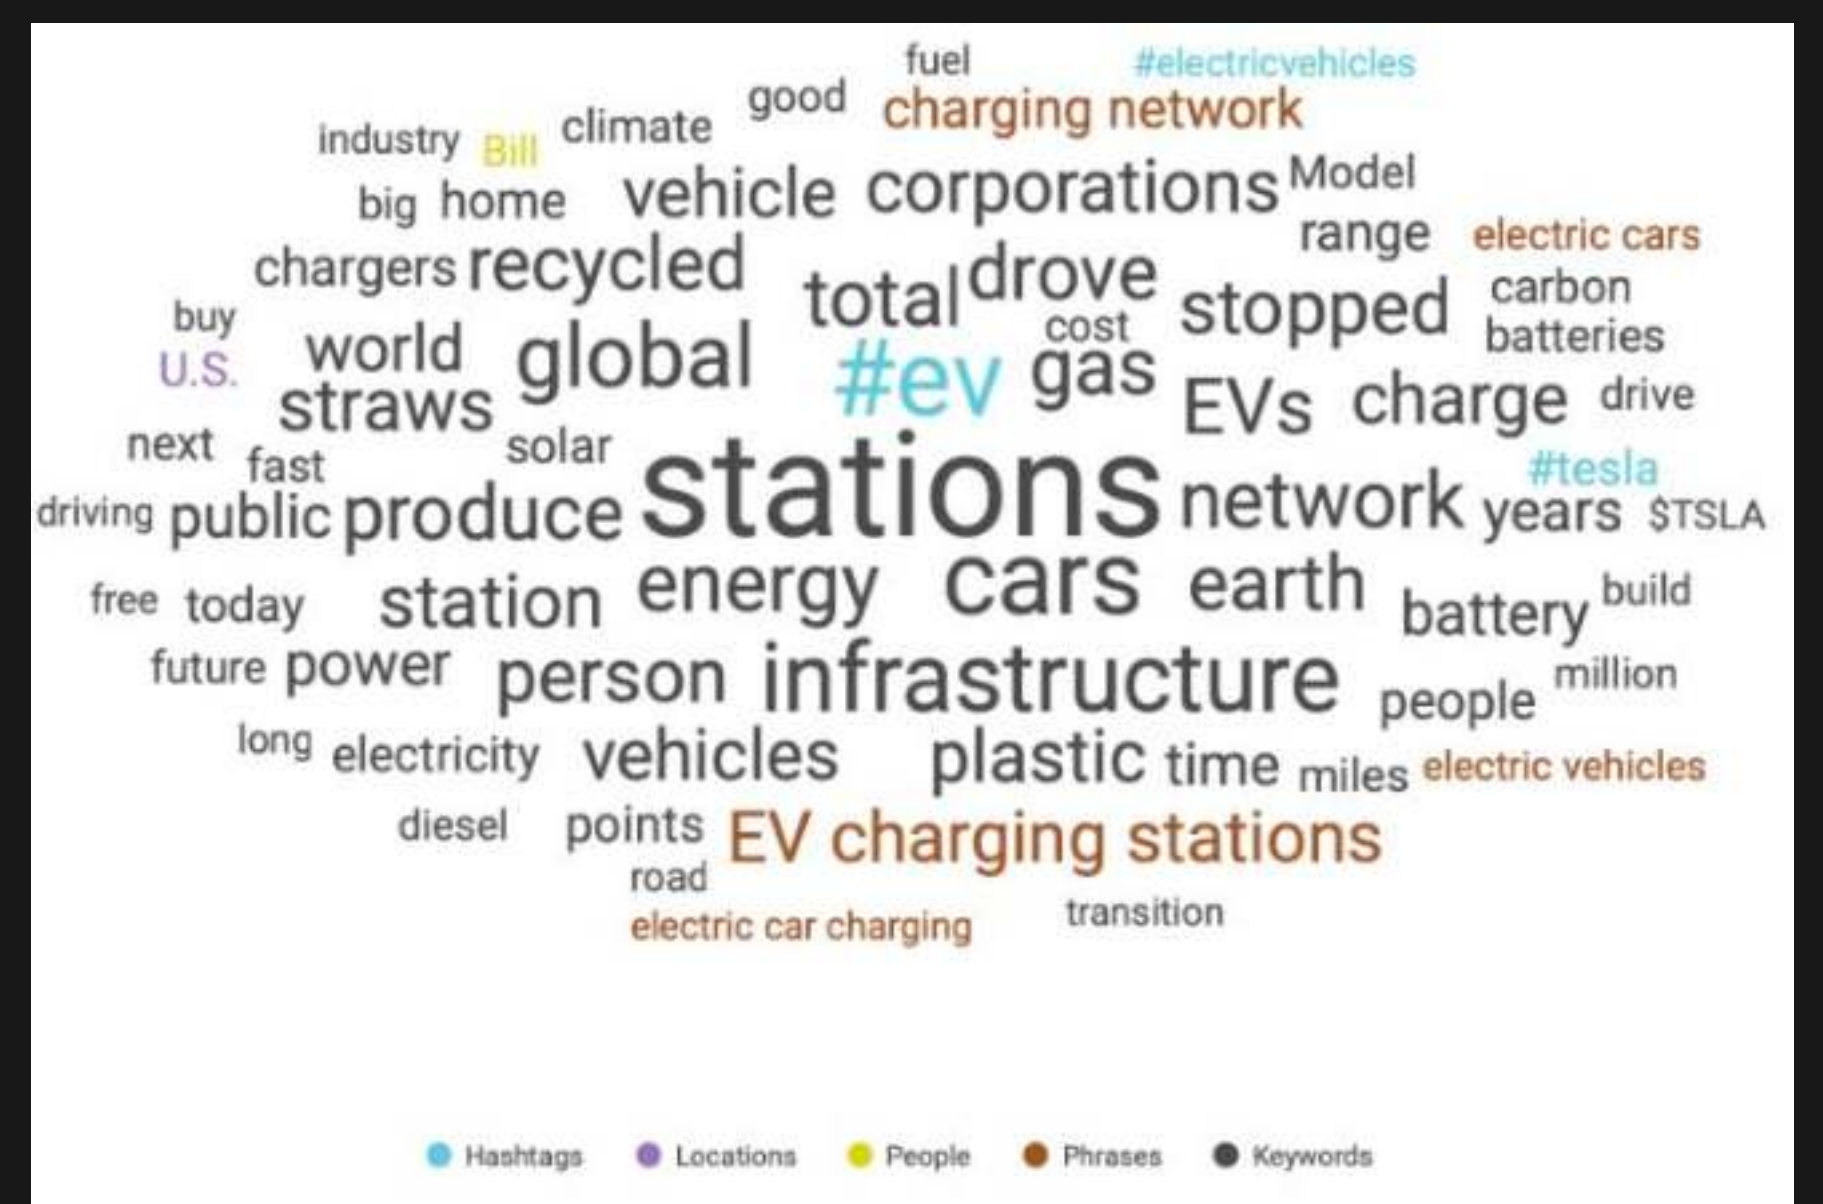 fuel #electricvehicles
good charging network
industry Bill climate
big home vehicle corporations Model
range electric cars
chargers recycled total drove stopped carbon
buy world global cost batteries
U.S. straws #ev gas EVs charge drive
next fast solar #tesla
driving public produce stations network years $TSLA
free today station energy cars earth battery build
future power person infrastructure people million
long electricity vehicles plastic time miles electric vehicles
diesel points EV charging stations
road
electric car charging transition
Hashtags Locations People Phrases Keywords